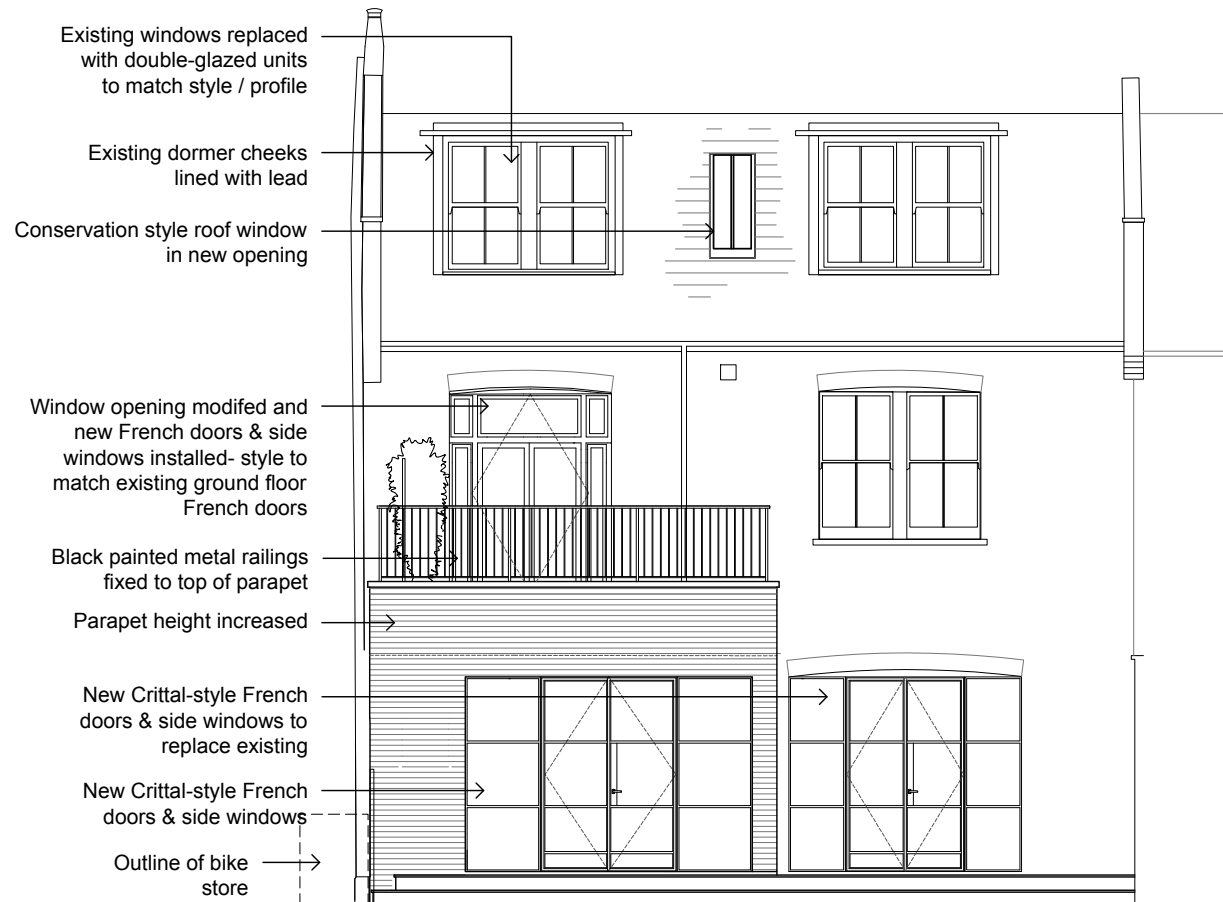 Existing windows replaced
with double-glazed units
to match style / profile
Existing dormer cheeks
lined with lead
Conservation style roof window
in new opening
Window opening modifed and
new French doors & side
windows installed- style to
match existing ground floor
French doors
Black painted metal railings
fixed to top of parapet
Parapet height increased
New Crittal-style French
doors & side windows to
replace existing
New Crittal-style French
doors & side windows
Outline of bike
store